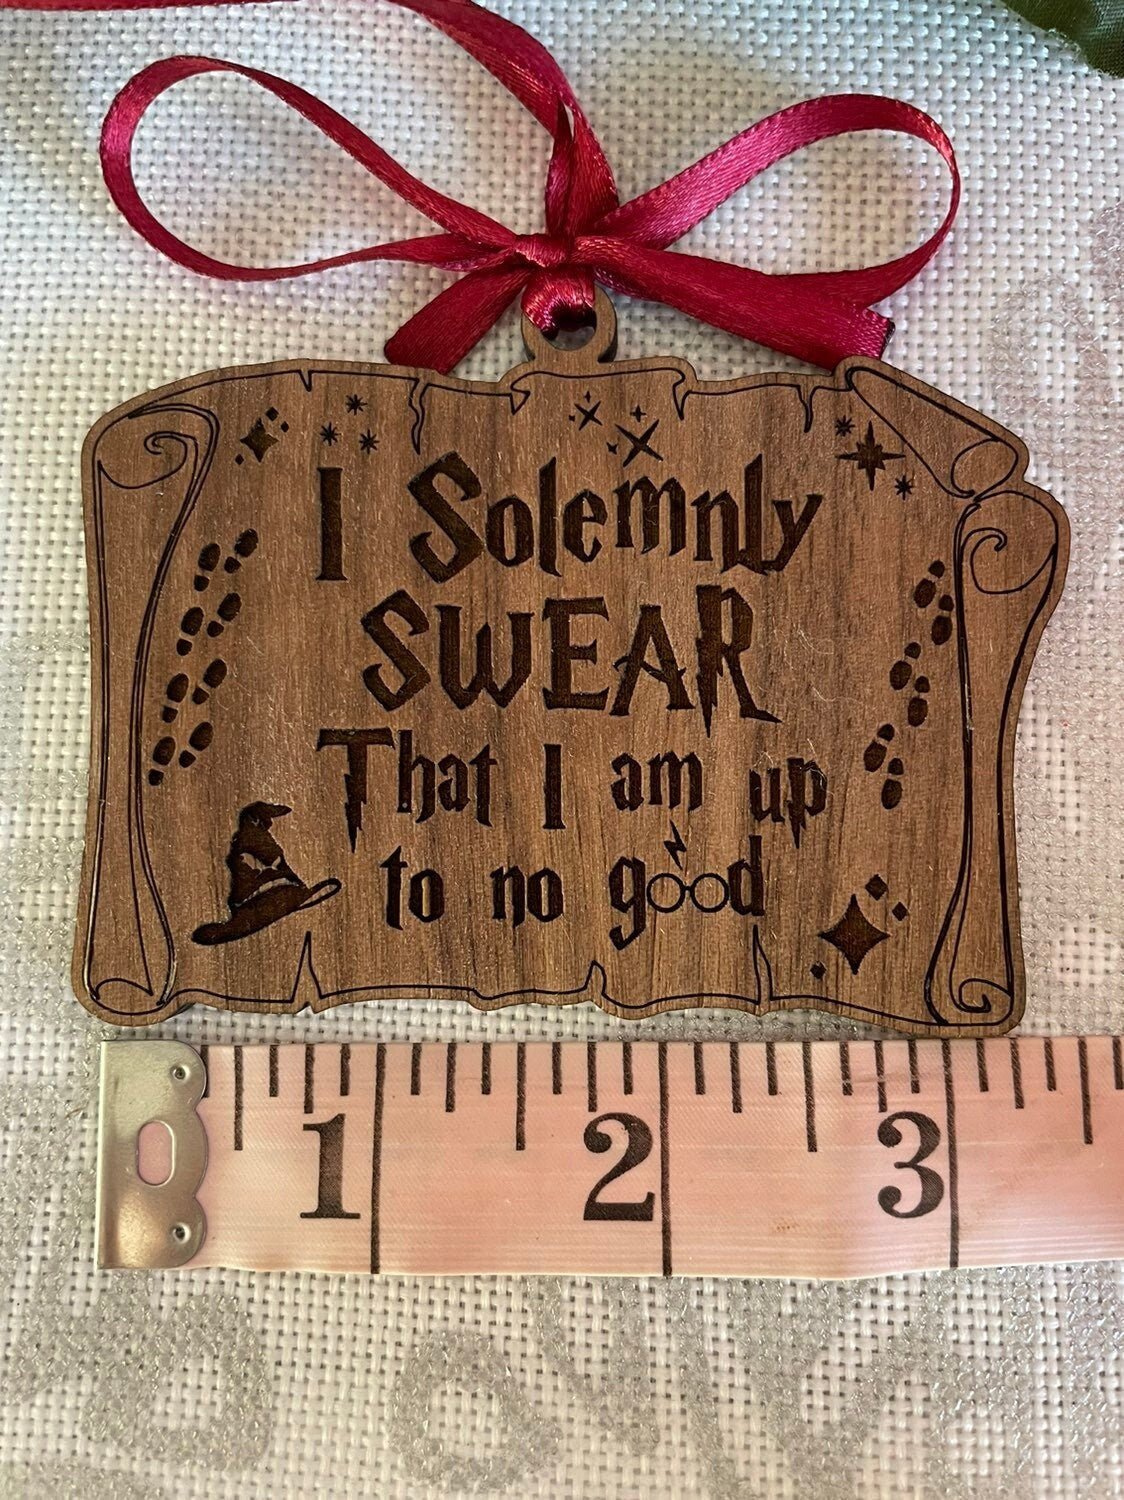 I Solemnly
SWEAR
That I am up
to no good
1 2 3